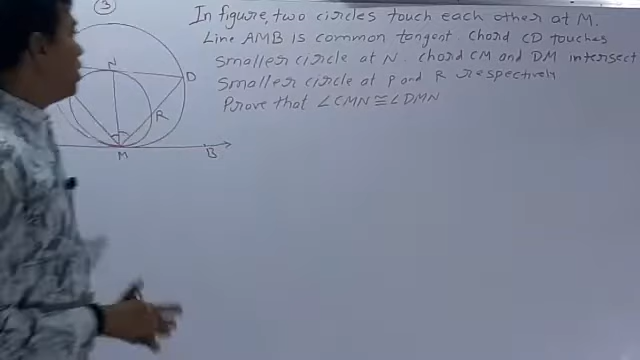 ③
In figure, two circles touch each other at M.
Line AMB is common tangent. Chord CD touches
smaller circle at N. chord CM and DM intersect
smaller circle at P and R respectively
Prove that ∠CMN ≅ ∠DMN
N
D
R
M
B